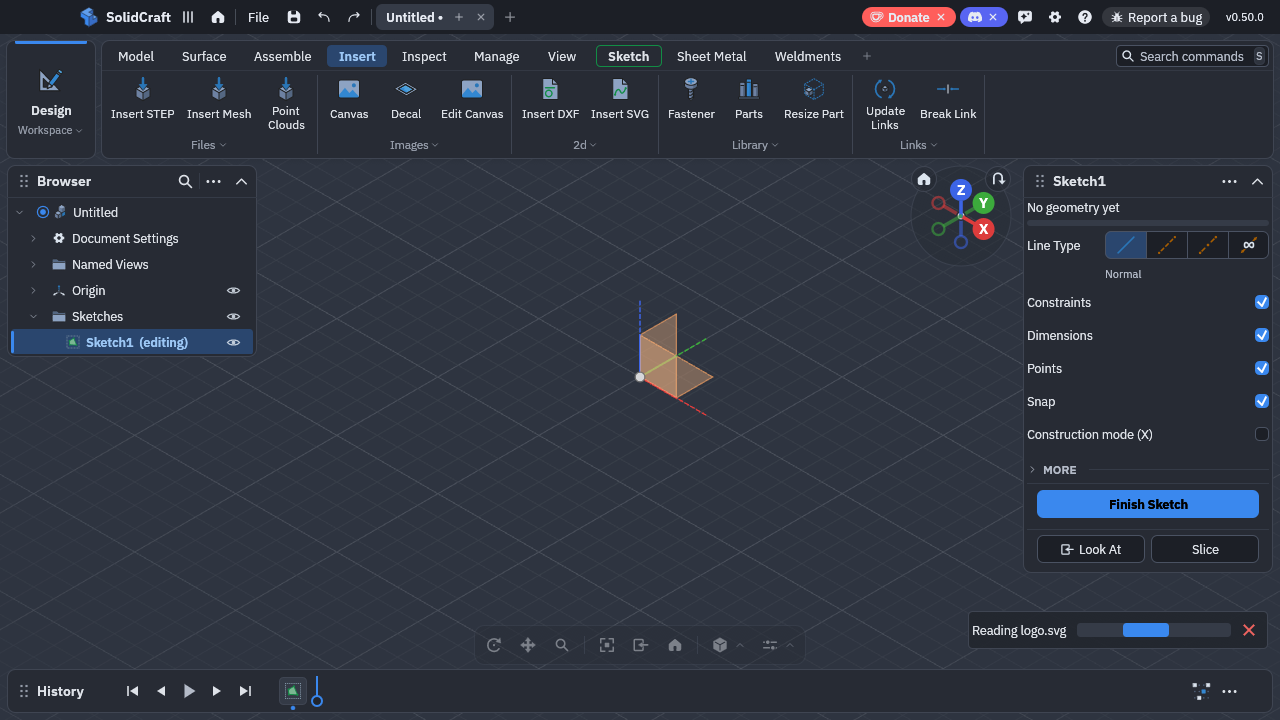 SolidCraft
File
Untitled •
Donate
Report a bug
v0.50.0
Design
Workspace
Model
Surface
Assemble
Insert
Inspect
Manage
View
Sketch
Sheet Metal
Weldments
Search commands
S
Insert STEP
Insert Mesh
Point Clouds
Files
Canvas
Decal
Edit Canvas
Images
Insert DXF
Insert SVG
2d
Fastener
Parts
Resize Part
Library
Update Links
Break Link
Links
Browser
Untitled
Document Settings
Named Views
Origin
Sketches
Sketch1 (editing)
Z
Y
X
Sketch1
No geometry yet
Line Type
Normal
Constraints
Dimensions
Points
Snap
Construction mode (X)
MORE
Finish Sketch
Look At
Slice
Reading logo.svg
History